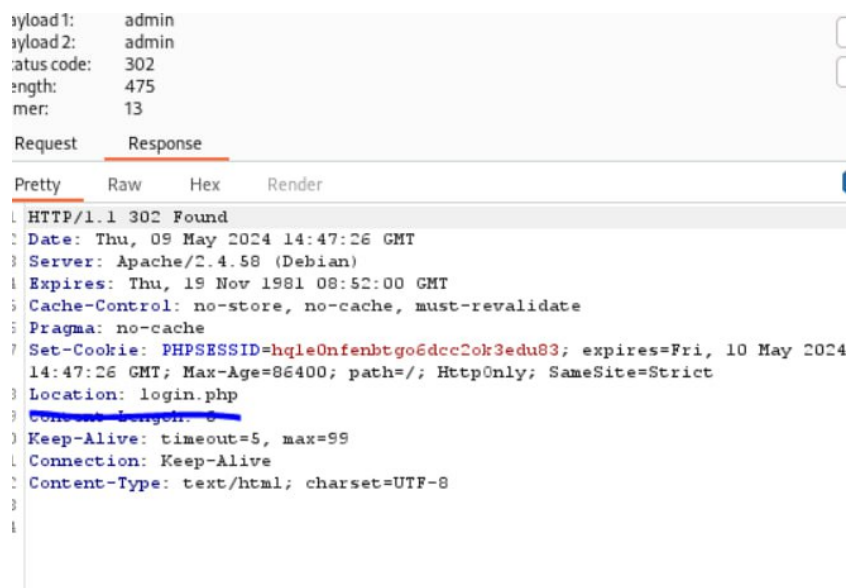 ayload 1: admin
ayload 2: admin
atus code: 302
ength: 475
mer: 13
Request Response
Pretty Raw Hex Render
HTTP/1.1 302 Found
Date: Thu, 09 May 2024 14:47:26 GMT
Server: Apache/2.4.58 (Debian)
Expires: Thu, 19 Nov 1981 08:52:00 GMT
Cache-Control: no-store, no-cache, must-revalidate
Pragma: no-cache
Set-Cookie: PHPSESSID=hqle0nfenbtgo6dcc2ok3edu83; expires=Fri, 10 May 2024
14:47:26 GMT; Max-Age=86400; path=/; HttpOnly; SameSite=Strict
Location: login.php
Content-Length: 0
Keep-Alive: timeout=5, max=99
Connection: Keep-Alive
Content-Type: text/html; charset=UTF-8